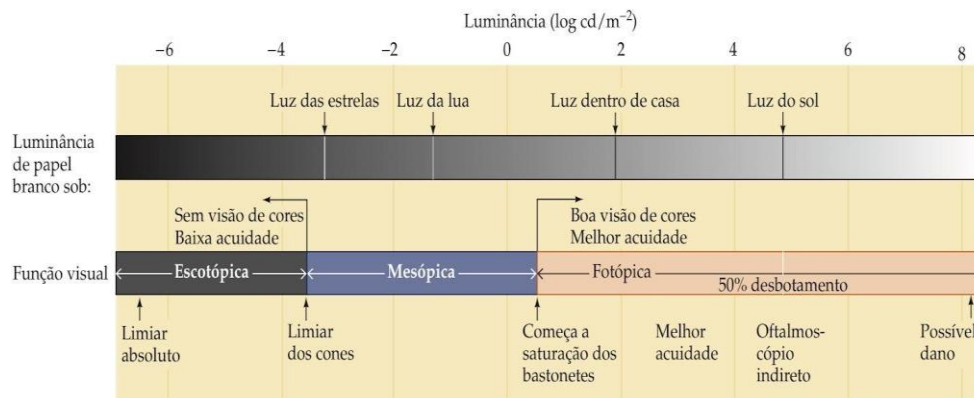 Luminância (log cd/m⁻²)
−6 −4 −2 0 2 4 6 8
Luz das estrelas Luz da lua Luz dentro de casa Luz do sol
Luminância
de papel
branco sob:
Sem visão de cores
Baixa acuidade
Boa visão de cores
Melhor acuidade
Função visual
Escotópica Mesópica Fotópica
50% desbotamento
Limiar
absoluto
Limiar
dos cones
Começa a
saturação dos
bastonetes
Melhor
acuidade
Oftalmos-
cópio
indireto
Possível
dano